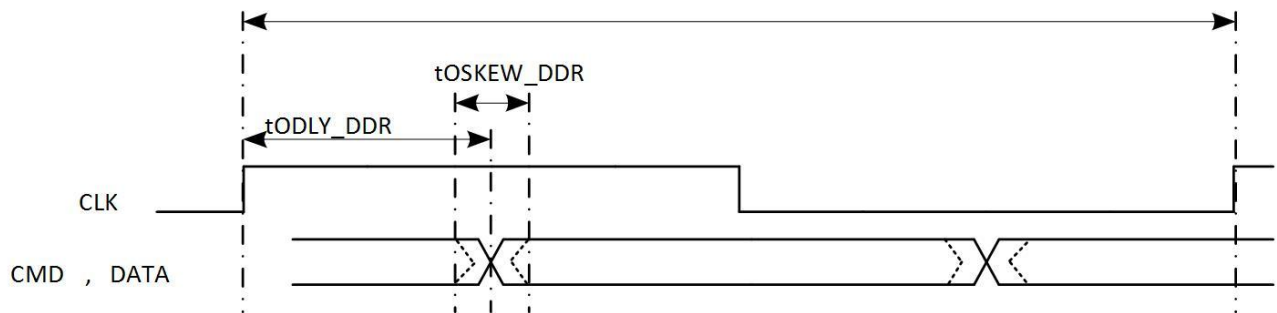 tOSKEW_DDR
tODLY_DDR
CLK
CMD , DATA